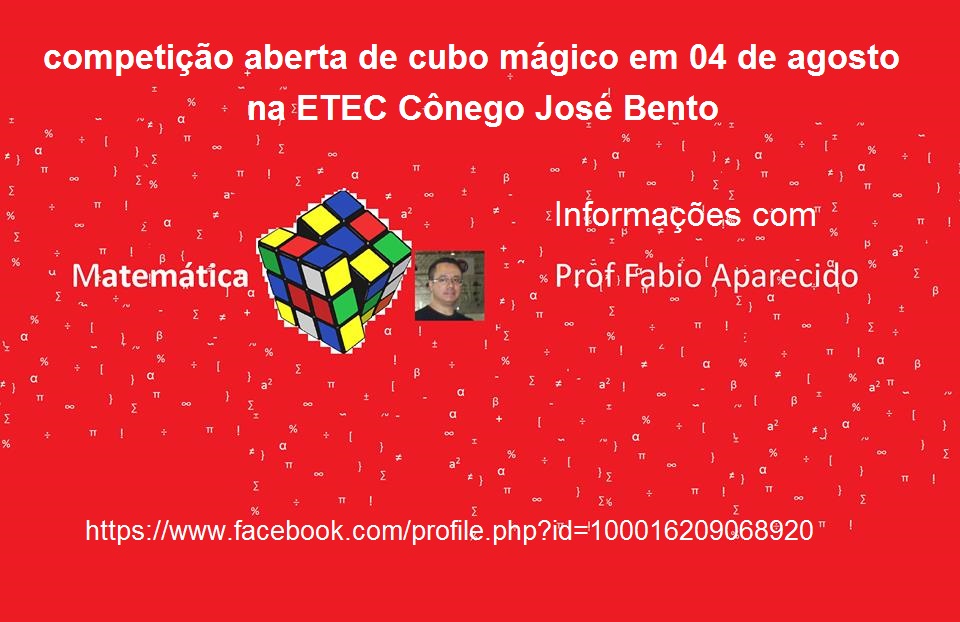 competição aberta de cubo mágico em 04 de agosto
na ETEC Cônego José Bento
Informações com
Matemática
Prof Fabio Aparecido
https://www.facebook.com/profile.php?id=100016209068920